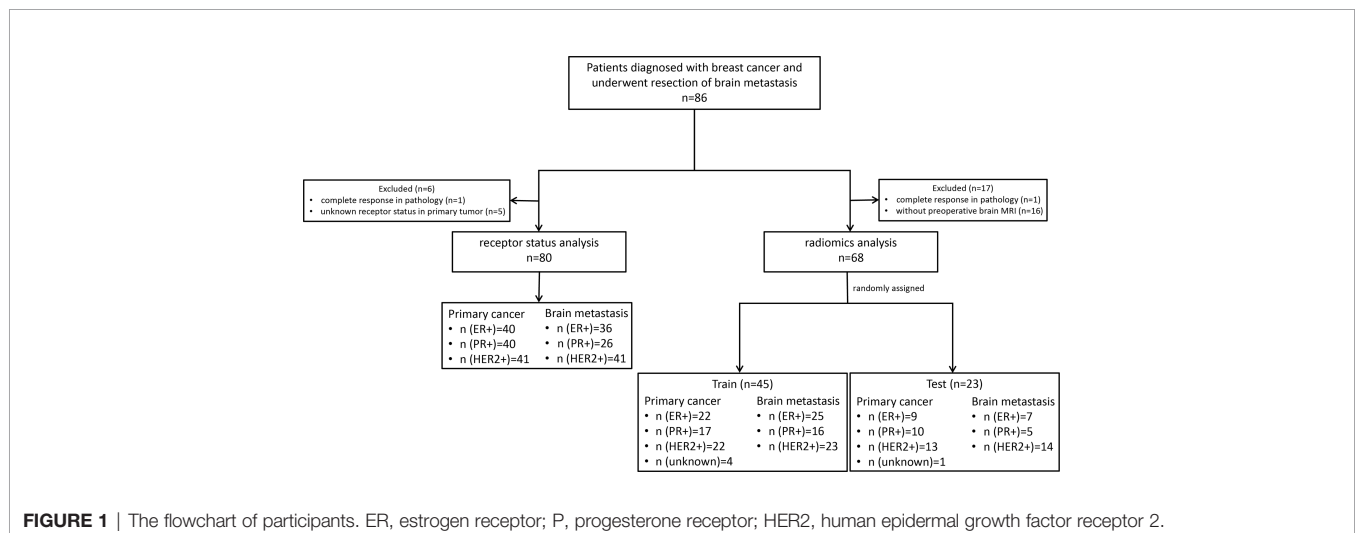 Patients diagnosed with breast cancer and
underwent resection of brain metastasis
n=86
Excluded (n=6)
• complete response in pathology (n=1)
• unknown receptor status in primary tumor (n=5)
Excluded (n=17)
• complete response in pathology (n=1)
• without preoperative brain MRI (n=16)
receptor status analysis
n=80
radiomics analysis
n=68
randomly assigned
Primary cancer
• n (ER+)=40
• n (PR+)=40
• n (HER2+)=41
Brain metastasis
• n (ER+)=36
• n (PR+)=26
• n (HER2+)=41
Train (n=45)
Primary cancer
• n (ER+)=22
• n (PR+)=17
• n (HER2+)=22
• n (unknown)=4
Brain metastasis
• n (ER+)=25
• n (PR+)=16
• n (HER2+)=23
Test (n=23)
Primary cancer
• n (ER+)=9
• n (PR+)=10
• n (HER2+)=13
• n (unknown)=1
Brain metastasis
• n (ER+)=7
• n (PR+)=5
• n (HER2+)=14
FIGURE 1 | The flowchart of participants. ER, estrogen receptor; P, progesterone receptor; HER2, human epidermal growth factor receptor 2.